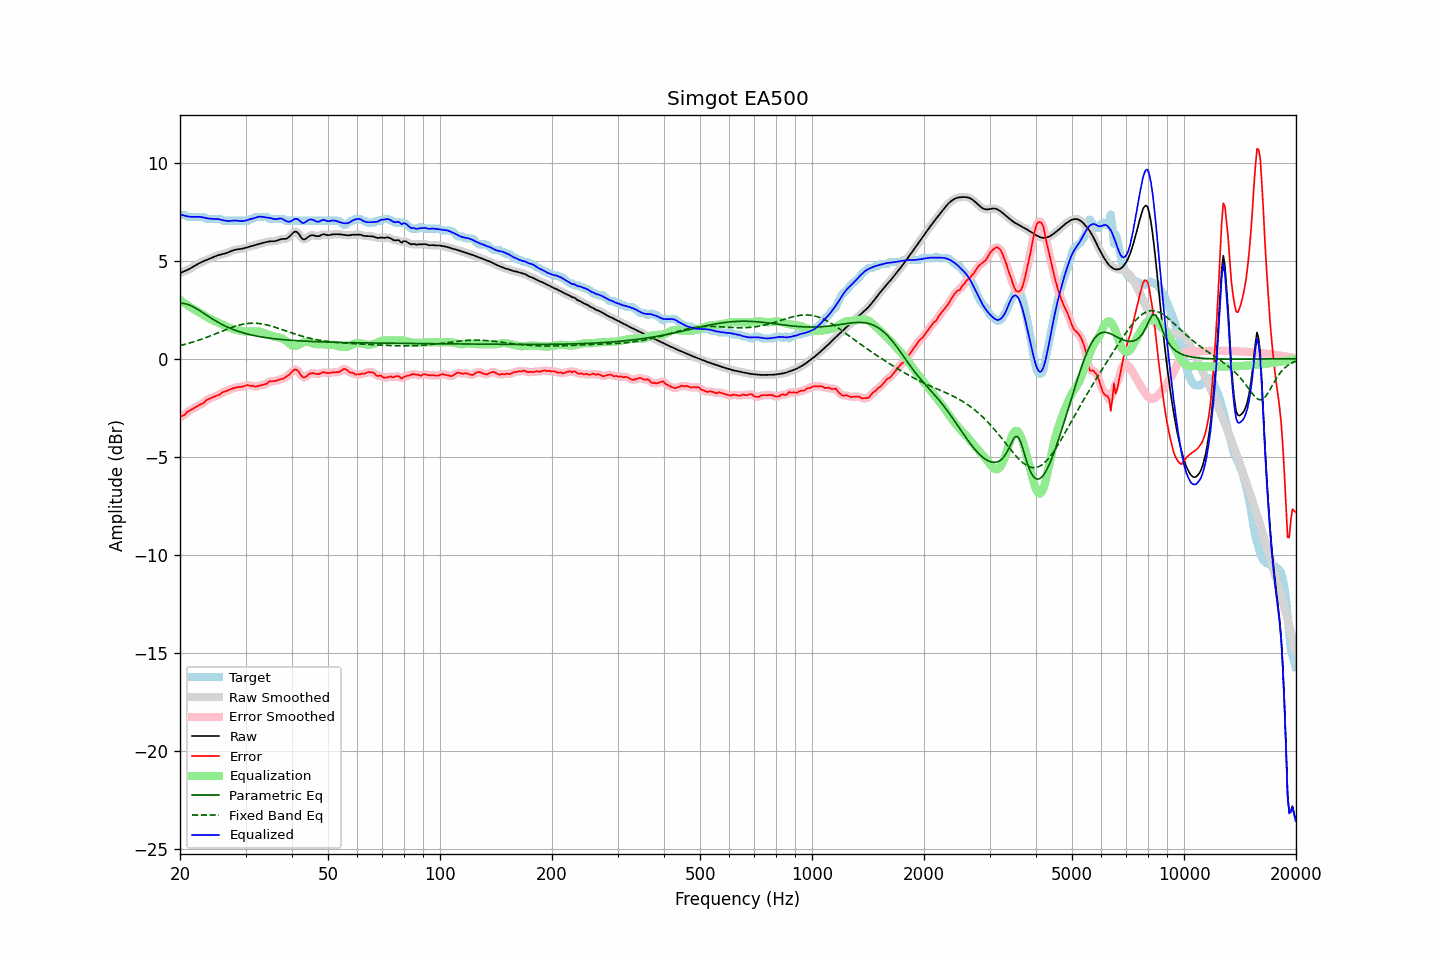 Simgot EA500
Amplitude (dBr)
10
5
0
−5
−10
−15
−20
−25
Target
Raw Smoothed
Error Smoothed
Raw
Error
Equalization
Parametric Eq
Fixed Band Eq
Equalized
20 50 100 200 500 1000 2000 5000 10000 20000
Frequency (Hz)